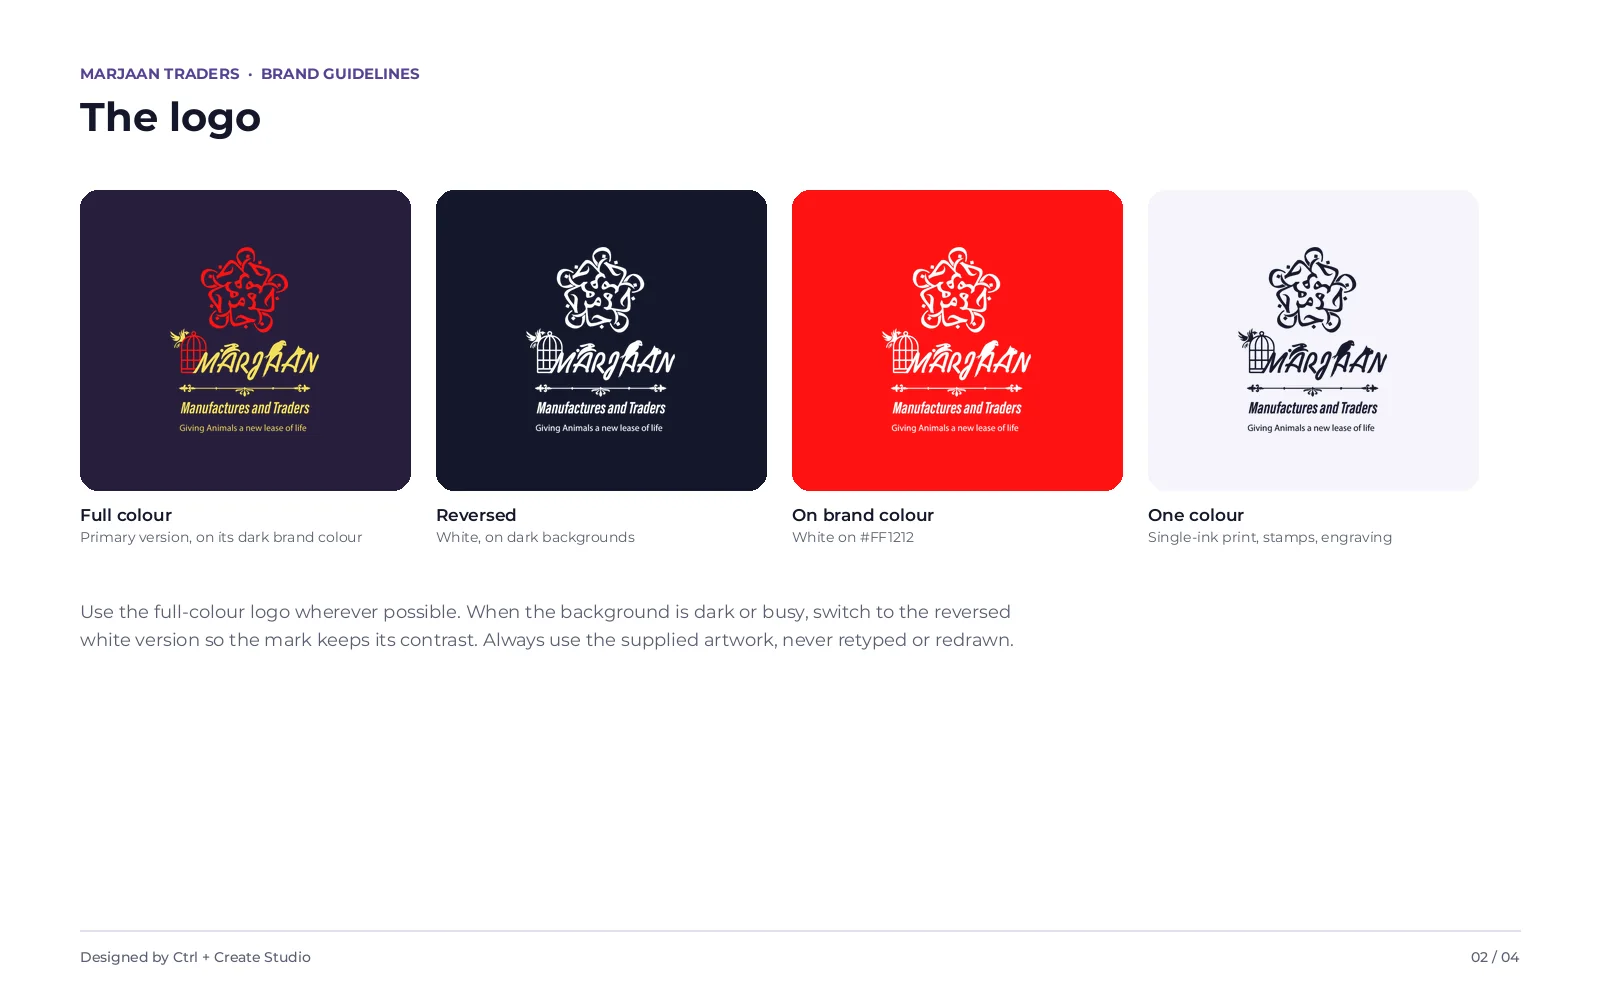 MARJAAN TRADERS · BRAND GUIDELINES
The logo
MARJAAN
Manufactures and Traders
Giving Animals a new lease of life
MARJAAN
Manufactures and Traders
Giving Animals a new lease of life
MARJAAN
Manufactures and Traders
Giving Animals a new lease of life
MARJAAN
Manufactures and Traders
Giving Animals a new lease of life
Full colour
Primary version, on its dark brand colour
Reversed
White, on dark backgrounds
On brand colour
White on #FF1212
One colour
Single-ink print, stamps, engraving
Use the full-colour logo wherever possible. When the background is dark or busy, switch to the reversed
white version so the mark keeps its contrast. Always use the supplied artwork, never retyped or redrawn.
Designed by Ctrl + Create Studio
02 / 04